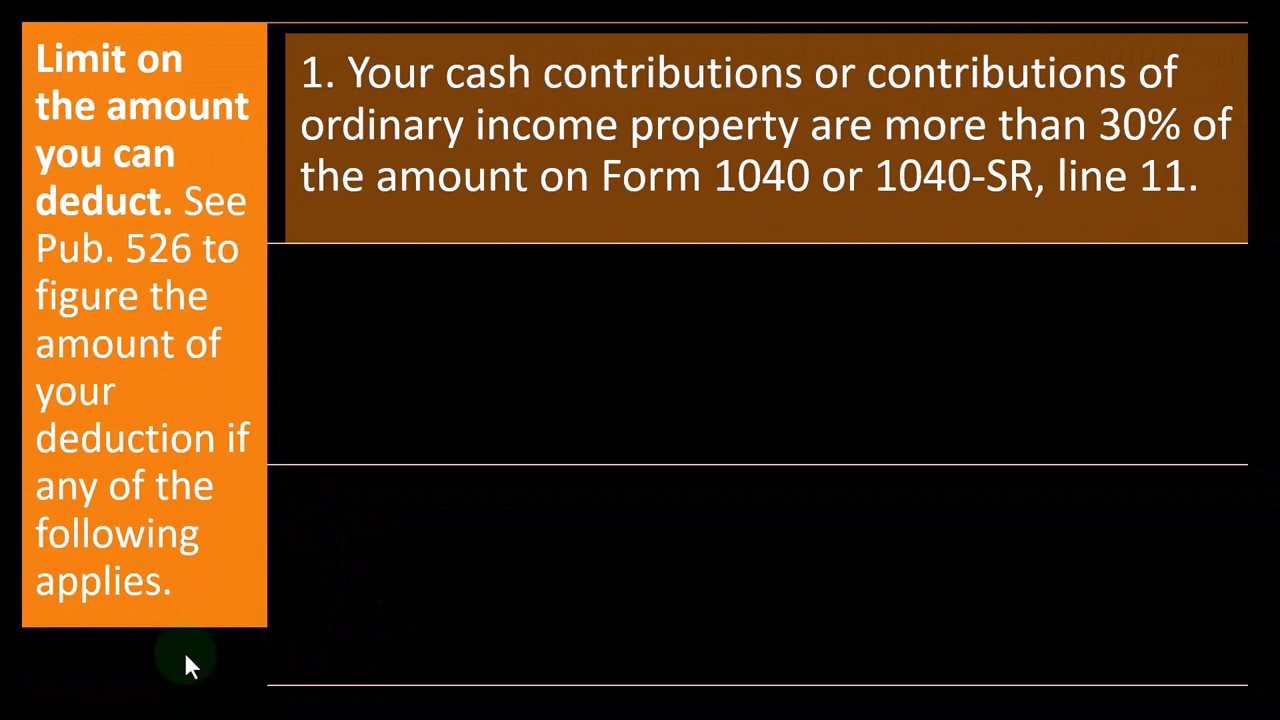 Limit on
the amount
you can
deduct. See
Pub. 526 to
figure the
amount of
your
deduction if
any of the
following
applies.
1. Your cash contributions or contributions of
ordinary income property are more than 30% of
the amount on Form 1040 or 1040-SR, line 11.